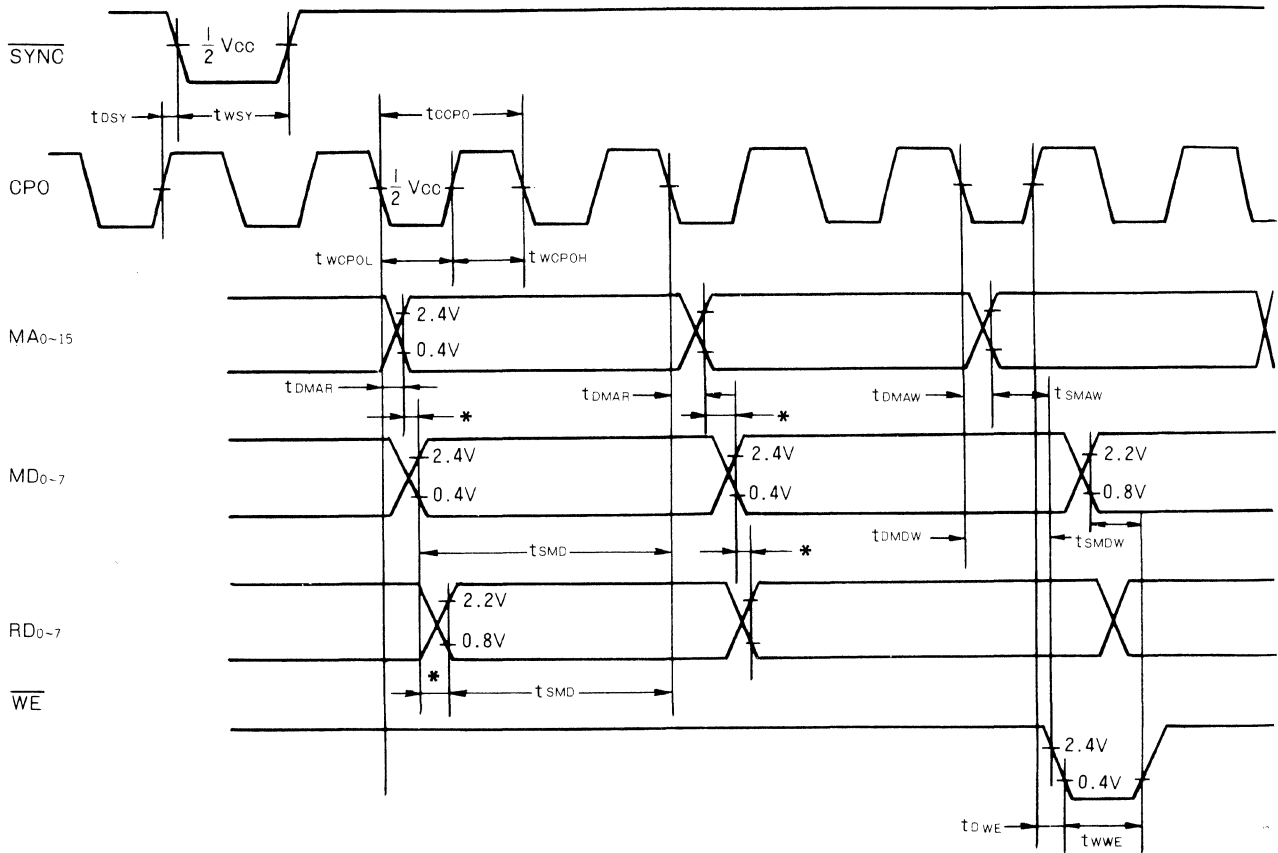 SYNC
1/2 VCC
tDSY
tWSY
tCCPO
CPO
1/2 VCC
tWCPOL
tWCPOH
MA0~15
2.4V
0.4V
tDMAR
tDMAR
tDMAW
tSMAW
*
*
MD0~7
2.4V
0.4V
2.4V
0.4V
2.2V
0.8V
tSMD
tDMDW
tSMDW
*
RD0~7
2.2V
0.8V
*
tSMD
WE
2.4V
0.4V
tDWE
tWWE